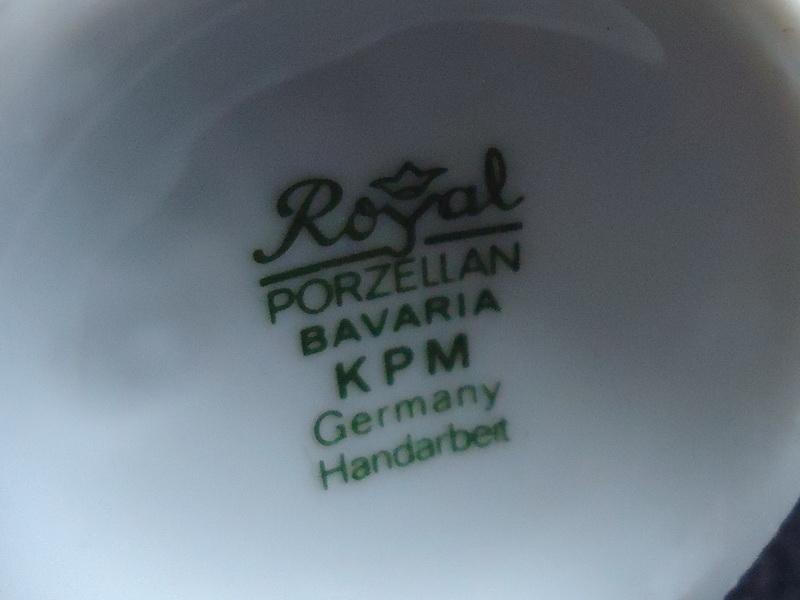 Royal
PORZELLAN
BAVARIA
KPM
Germany
Handarbeit